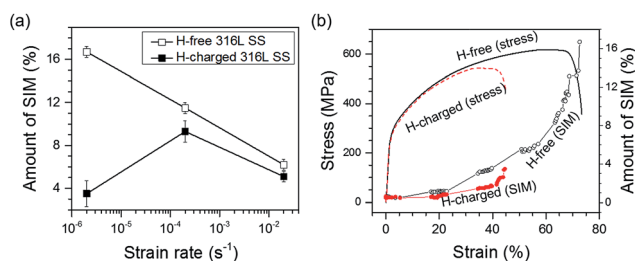 (a)
H-free 316L SS
H-charged 316L SS
Amount of SIM (%)
16
12
8
4
10⁻⁶ 10⁻⁵ 10⁻⁴ 10⁻³ 10⁻²
Strain rate (s⁻¹)
(b)
H-free (stress)
H-charged (stress)
H-free (SIM)
H-charged (SIM)
Stress (MPa)
600
400
200
0
Amount of SIM (%)
16
12
8
4
0
0 20 40 60 80
Strain (%)